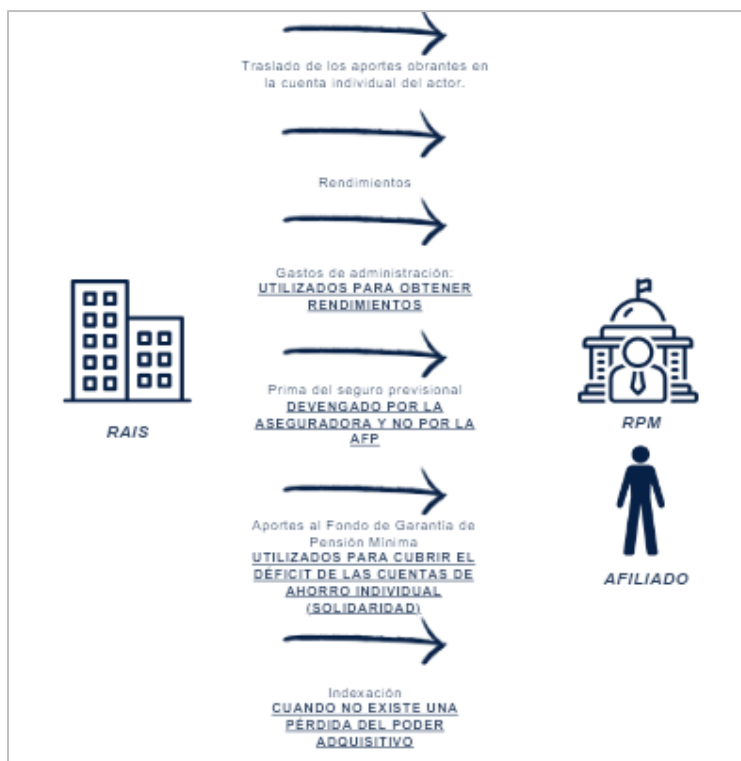 Traslado de los aportes obrantes en
la cuenta individual del actor.
Rendimientos
Gastos de administración:
UTILIZADOS PARA OBTENER
RENDIMIENTOS
Prima del seguro previsional
DEVENGADO POR LA
ASEGURADORA Y NO POR LA
AFP
RAIS
RPM
Aportes al Fondo de Garantía de
Pensión Mínima
UTILIZADOS PARA CUBRIR EL
DÉFICIT DE LAS CUENTAS DE
AHORRO INDIVIDUAL
(SOLIDARIDAD)
AFILIADO
Indexación
CUANDO NO EXISTE UNA
PÉRDIDA DEL PODER
ADQUISITIVO